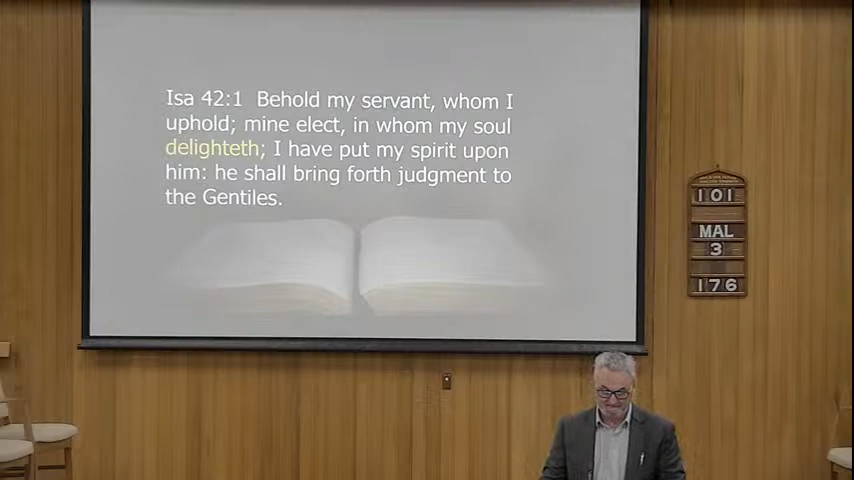 Isa 42:1  Behold my servant, whom I
uphold; mine elect, in whom my soul
delighteth; I have put my spirit upon
him: he shall bring forth judgment to
the Gentiles.
101
MAL
3
176